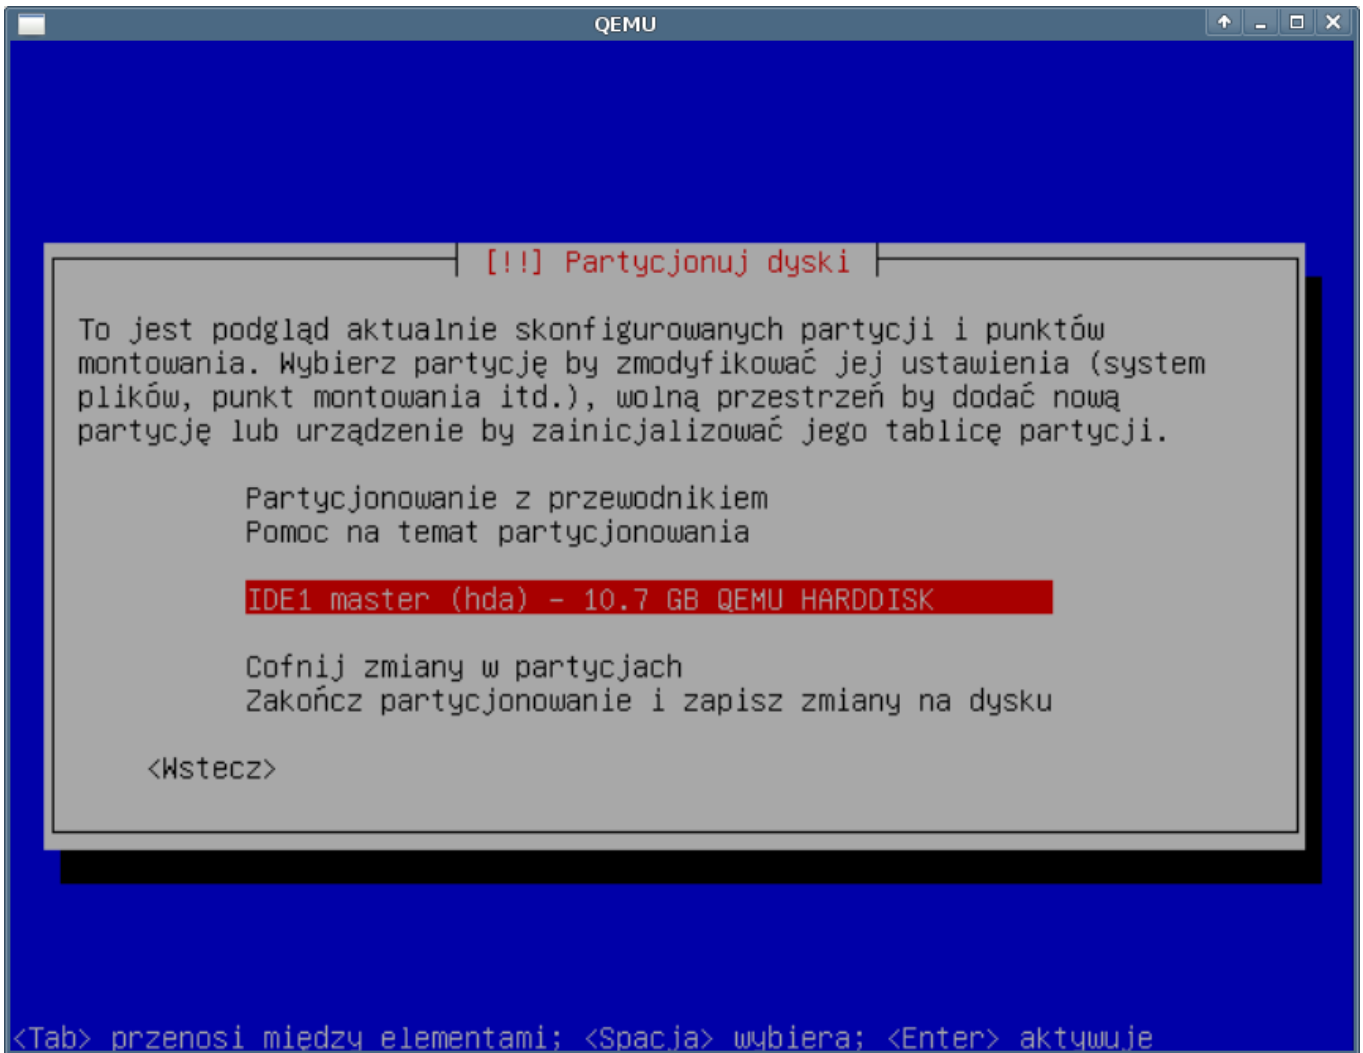 QEMU
[!!] Partycjonuj dyski
To jest podgląd aktualnie skonfigurowanych partycji i punktów
montowania. Wybierz partycję by zmodyfikować jej ustawienia (system
plików, punkt montowania itd.), wolną przestrzeń by dodać nową
partycję lub urządzenie by zainicjalizować jego tablicę partycji.
Partycjonowanie z przewodnikiem
Pomoc na temat partycjonowania
IDE1 master (hda) - 10.7 GB QEMU HARDDISK
Cofnij zmiany w partycjach
Zakończ partycjonowanie i zapisz zmiany na dysku
<Wstecz>
<Tab> przenosi między elementami; <Spacja> wybiera; <Enter> aktywuje